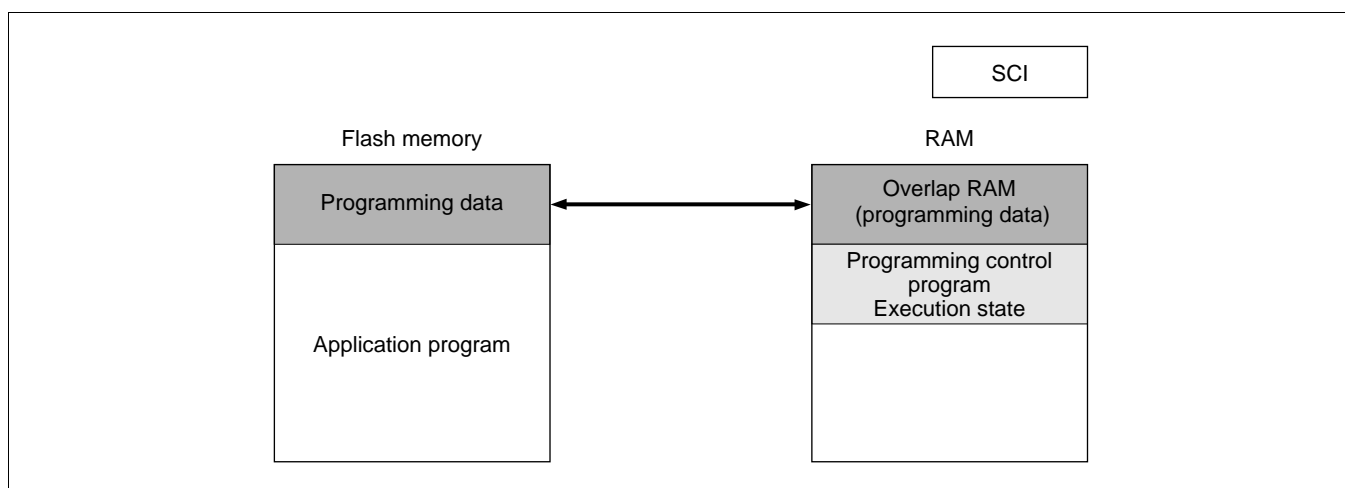 SCI
Flash memory
RAM
Programming data
Overlap RAM
(programming data)
Programming control
program
Execution state
Application program